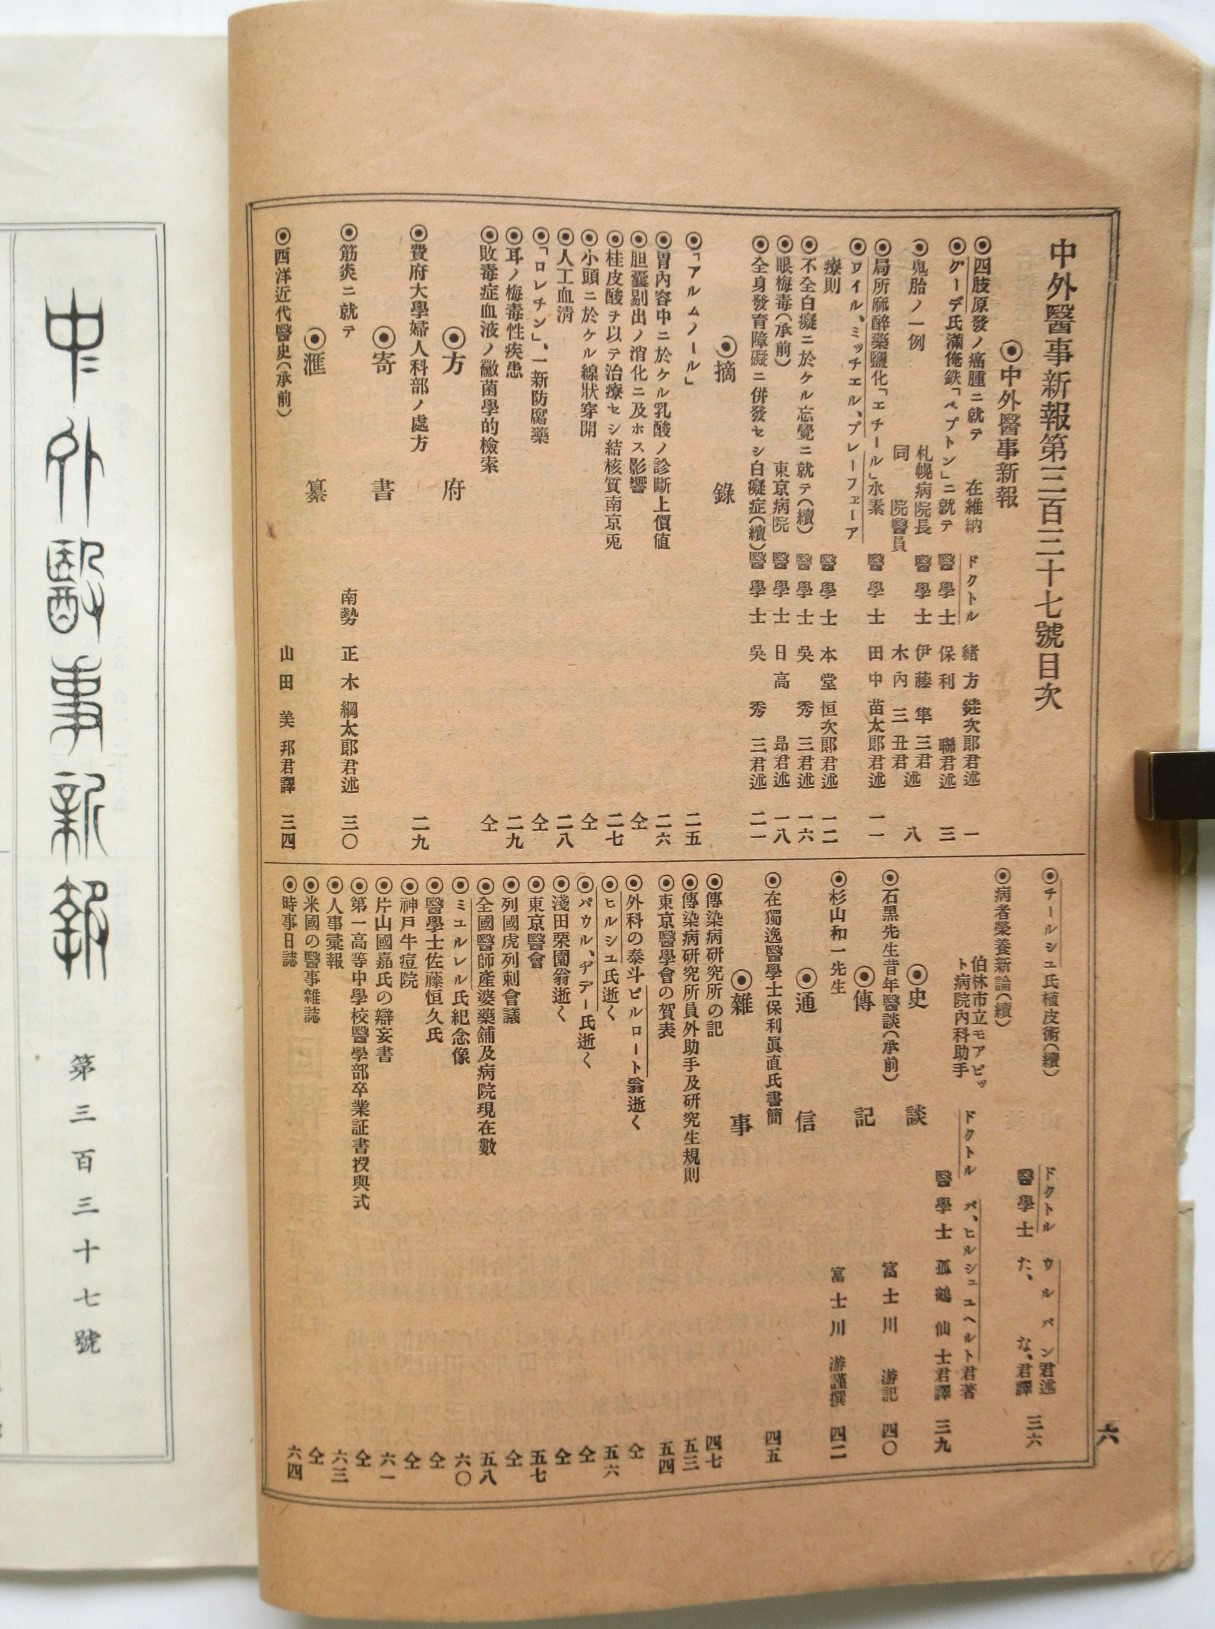 中外醫事新報第三百三十七號目次
◉中外醫事新報
◉四肢原發ノ癌腫ニ就テ 在維納 ドクトル 緒方 銈次郎君述 一
◉グーデ氏滿俺鉄「ペプトン」ニ就テ 醫學士 保利 聯君述 三
◉鬼胎ノ一例 札幌病院長 醫學士 伊藤 隼三君述
同 院醫員 木內 三丑君 八
◉局所麻醉藥鹽化「エチール」水素 醫學士 田中 苗太郎君述 一一
◉ワイル、ミッチエル、プレーフェーア
療則 醫學士 本堂 恒次郎君述 一二
◉不全白癡ニ於ケル忘覺ニ就テ(續) 醫學士 吳 秀三君述 一六
◉眼梅毒(承前) 東京病院 醫學士 日高 昂君述 一八
◉全身發育障礙ニ併發セシ白癡症(續) 醫學士 吳 秀三君述 二一
◉摘錄
◉「アルムノール」 二五
◉胃內容中ニ於ケル乳酸ノ診斷上價値 二六
◉胆囊剔出ノ消化ニ及ホス影響 仝
◉桂皮酸ヲ以テ治療セシ結核質南京兎 二七
◉小頭ニ於ケル線狀穿開 仝
◉人工血淸 二八
◉「ロレチン」、一新防腐藥 仝
◉耳ノ梅毒性疾患 二九
◉敗毒症血液ノ黴菌學的檢索 仝
◉方府
◉費府大學婦人科部ノ處方 二九
◉寄書
◉筋炎ニ就テ 南勢 正木 綱太郎君述 三〇
◉滙纂
◉西洋近代醫史(承前) 山田 美邦君譯 三四
◉チールシュ氏植皮術(續) ドクトル ウルバン君述
醫學士 た、な、君譯 三六
◉病者榮養新論(續)
伯林市立モアビッ
ト病院內科助手 ドクトル ペ、ヒルシュユヘルト君著
醫學士 孤鶴仙士君譯 三九
◉史談
◉石黑先生昔年醫談(承前) 富士川 游記 四〇
◉傳記
◉杉山和一先生 富士川 游謹撰 四二
◉通信
◉在獨逸醫學士保利眞直氏書簡 四五
◉雜事
◉傳染病硏究所の記 四七
◉傳染病硏究所員外助手及硏究生規則 五三
◉東京醫學會の賀表 五四
◉外科の泰斗ビルロート翁逝く 仝
◉ヒルシュ氏逝く 五六
◉パウル、デデー氏逝く 仝
◉淺田栗園翁逝く 仝
◉東京醫會 五七
◉列國虎列刺會議 仝
◉全國醫師產婆藥舖及病院現在數 五八
◉ミュルレル氏紀念像 六〇
◉醫學士佐藤恒久氏 仝
◉神戶牛痘院 仝
◉片山國嘉氏の辯妄書 六一
◉第一高等中學校醫學部卒業証書授與式 仝
◉人事彙報 六三
◉米國の醫事雜誌 仝
◉時事日誌 六四
六
中外醫事新報 第三百三十七號